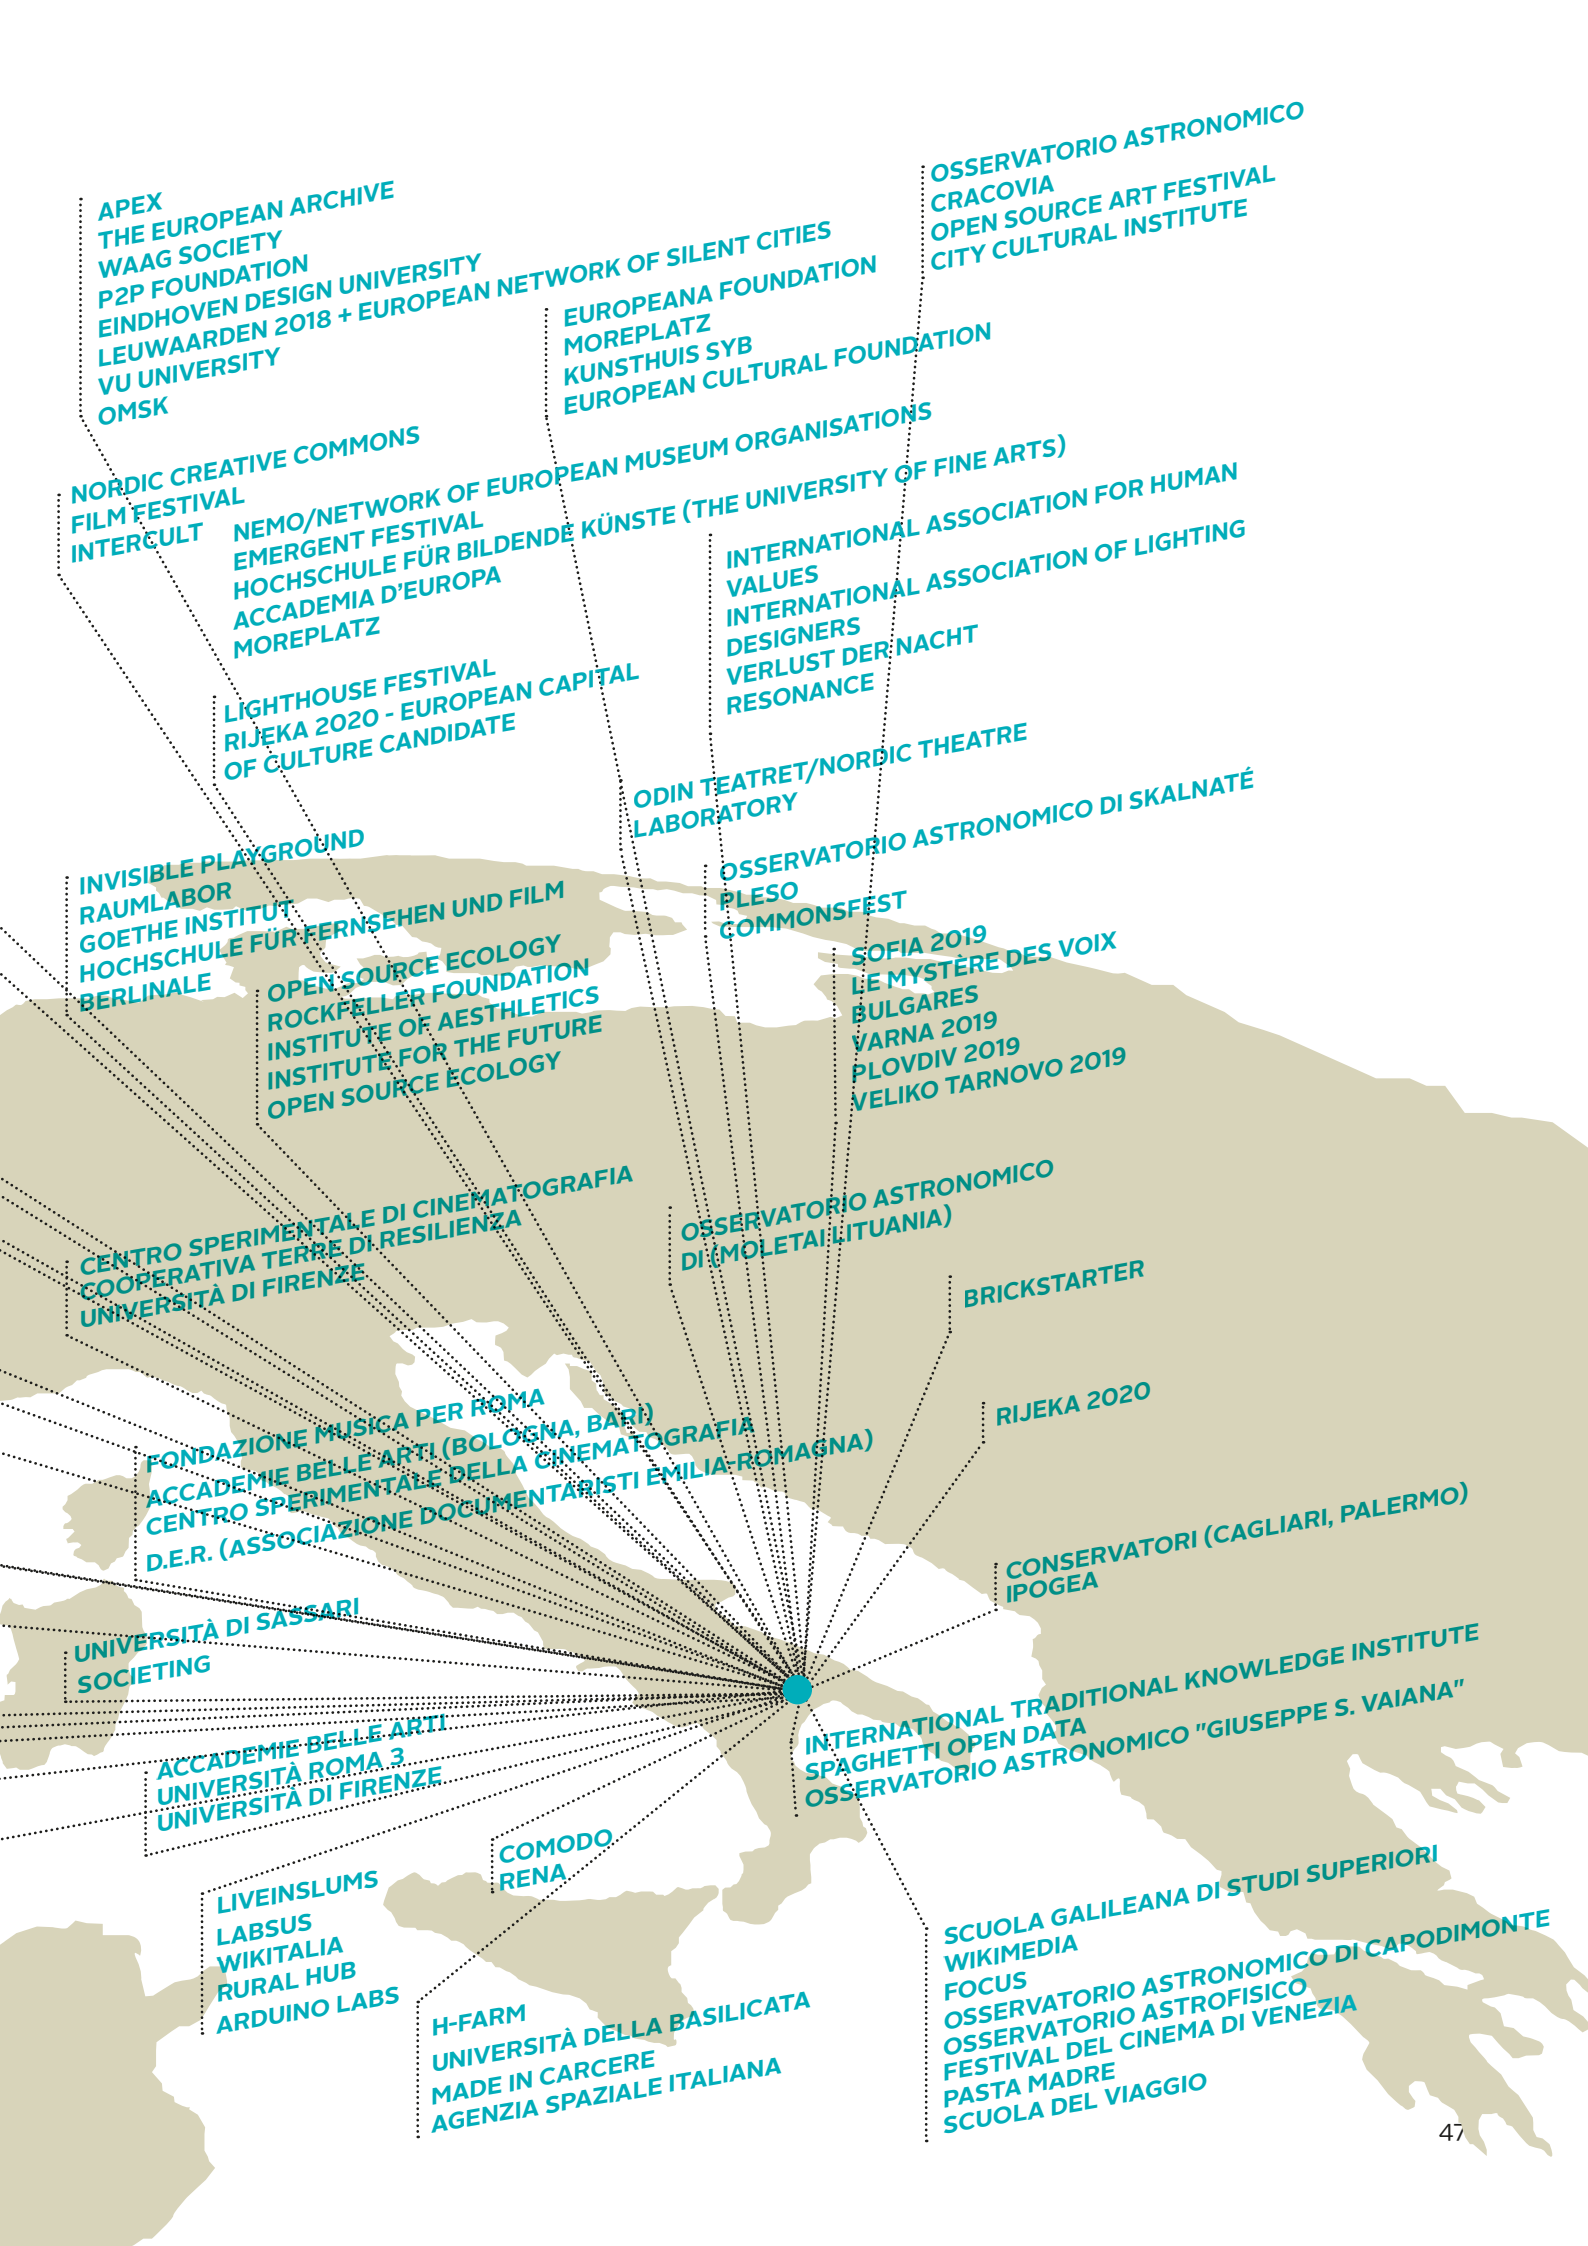 APEX
THE EUROPEAN ARCHIVE
WAAG SOCIETY
P2P FOUNDATION
EINDHOVEN DESIGN UNIVERSITY
LEUWAARDEN 2018 + EUROPEAN NETWORK OF SILENT CITIES
VU UNIVERSITY
OMSK
OSSERVATORIO ASTRONOMICO
CRACOVIA
OPEN SOURCE ART FESTIVAL
CITY CULTURAL INSTITUTE
EUROPEANA FOUNDATION
MOREPLATZ
KUNSTHUIS SYB
EUROPEAN CULTURAL FOUNDATION
NORDIC CREATIVE COMMONS
FILM FESTIVAL
INTERCULT
NEMO/NETWORK OF EUROPEAN MUSEUM ORGANISATIONS
EMERGENT FESTIVAL
HOCHSCHULE FÜR BILDENDE KÜNSTE (THE UNIVERSITY OF FINE ARTS)
ACCADEMIA D’EUROPA
MOREPLATZ
INTERNATIONAL ASSOCIATION FOR HUMAN
VALUES
INTERNATIONAL ASSOCIATION OF LIGHTING
DESIGNERS
VERLUST DER NACHT
RESONANCE
LIGHTHOUSE FESTIVAL
RIJEKA 2020 - EUROPEAN CAPITAL
OF CULTURE CANDIDATE
ODIN TEATRET/NORDIC THEATRE
LABORATORY
OSSERVATORIO ASTRONOMICO DI SKALNATÉ
PLESO
COMMONSFEST
INVISIBLE PLAYGROUND
RAUMLABOR
GOETHE INSTITUT
HOCHSCHULE FÜR FERNSEHEN UND FILM
BERLINALE
OPEN SOURCE ECOLOGY
ROCKFELLER FOUNDATION
INSTITUTE OF AESTHLETICS
INSTITUTE FOR THE FUTURE
OPEN SOURCE ECOLOGY
SOFIA 2019
LE MYSTÈRE DES VOIX
BULGARES
VARNA 2019
PLOVDIV 2019
VELIKO TARNOVO 2019
CENTRO SPERIMENTALE DI CINEMATOGRAFIA
COOPERATIVA TERRE DI RESILIENZA
UNIVERSITÀ DI FIRENZE
OSSERVATORIO ASTRONOMICO
DI (MOLETAI LITUANIA)
BRICKSTARTER
RIJEKA 2020
FONDAZIONE MUSICA PER ROMA
ACCADEMIE BELLE ARTI (BOLOGNA, BARI)
CENTRO SPERIMENTALE DELLA CINEMATOGRAFIA
D.E.R. (ASSOCIAZIONE DOCUMENTARISTI EMILIA-ROMAGNA)
CONSERVATORI (CAGLIARI, PALERMO)
IPOGEA
UNIVERSITÀ DI SASSARI
SOCIETING
INTERNATIONAL TRADITIONAL KNOWLEDGE INSTITUTE
SPAGHETTI OPEN DATA
OSSERVATORIO ASTRONOMICO "GIUSEPPE S. VAIANA"
ACCADEMIE BELLE ARTI
UNIVERSITÀ ROMA 3
UNIVERSITÀ DI FIRENZE
COMODO
RENA
LIVEINSLUMS
LABSUS
WIKITALIA
RURAL HUB
ARDUINO LABS
H-FARM
UNIVERSITÀ DELLA BASILICATA
MADE IN CARCERE
AGENZIA SPAZIALE ITALIANA
SCUOLA GALILEANA DI STUDI SUPERIORI
WIKIMEDIA
FOCUS
OSSERVATORIO ASTRONOMICO DI CAPODIMONTE
OSSERVATORIO ASTROFISICO
FESTIVAL DEL CINEMA DI VENEZIA
PASTA MADRE
SCUOLA DEL VIAGGIO
47